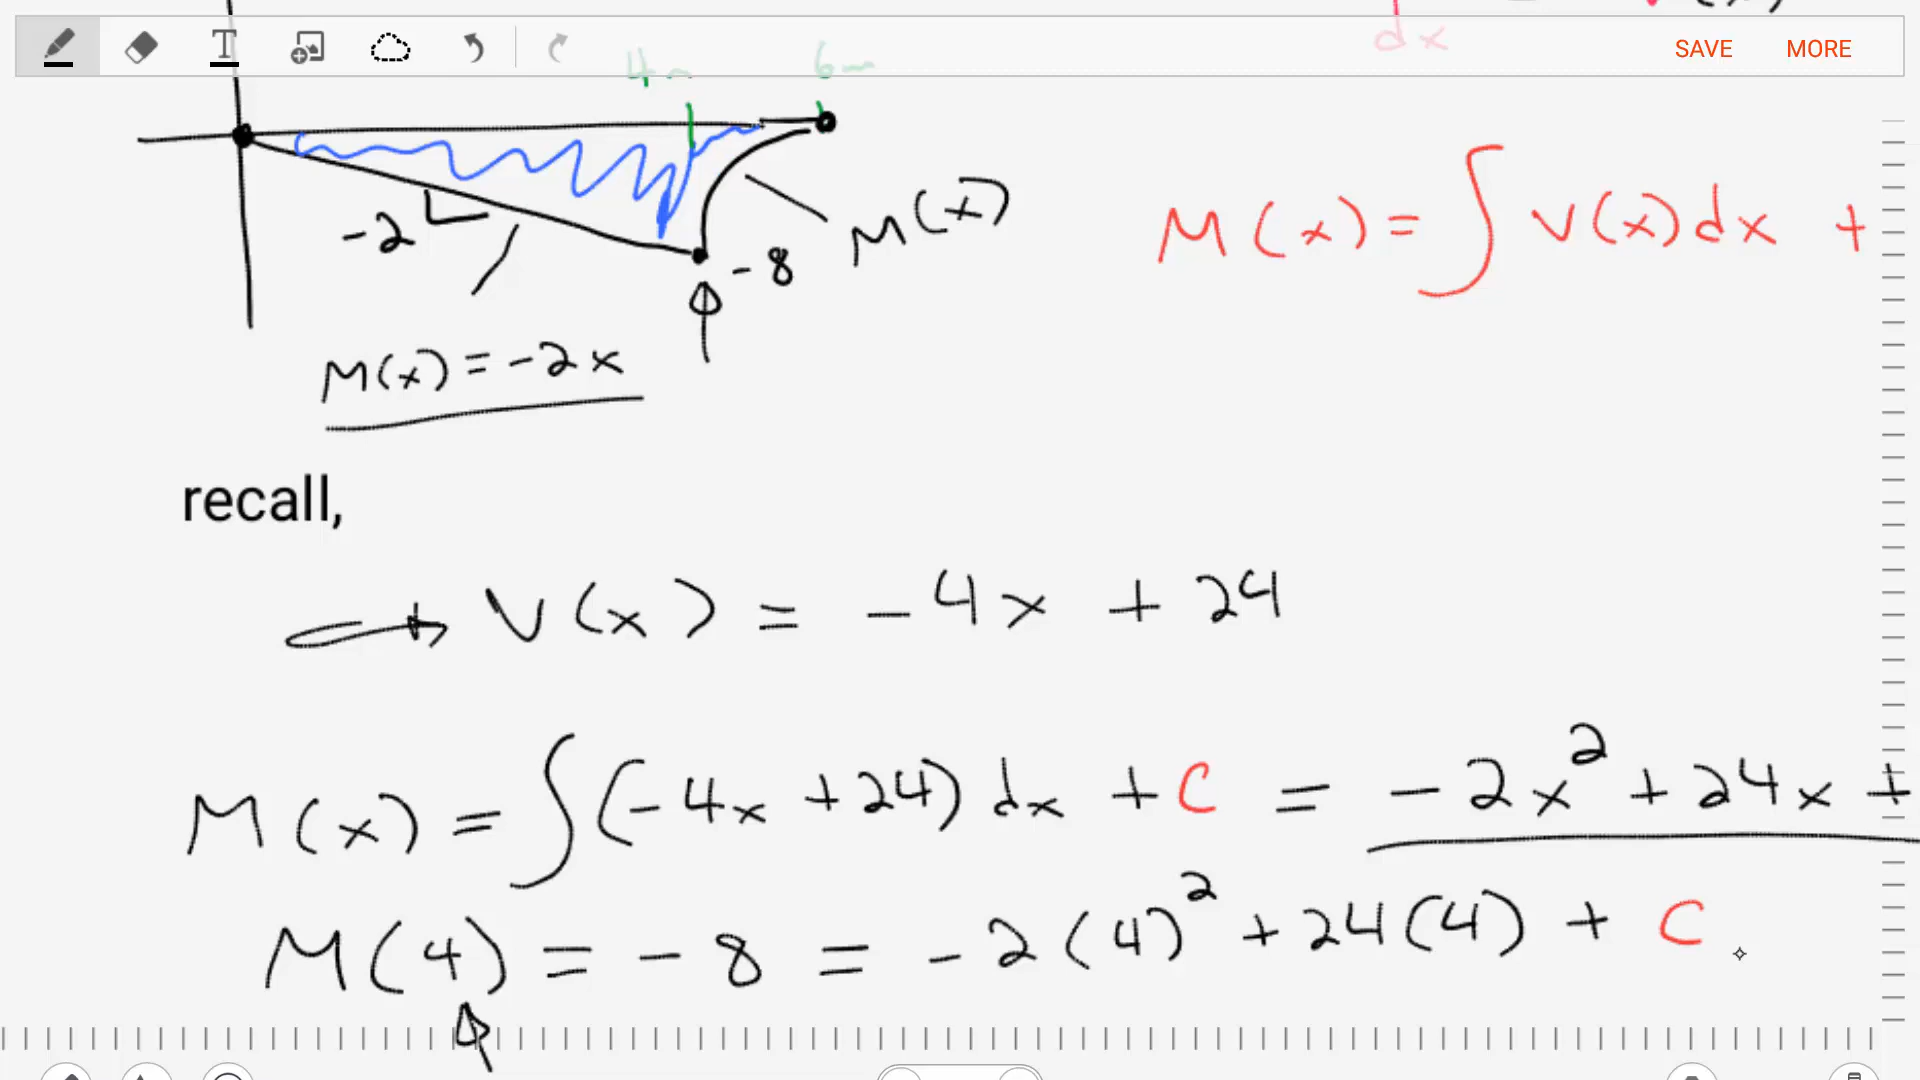 T SAVE MORE
dx
4m 6m
M(x) = ∫ V(x) dx +
-2
-8
M(x)
M(x) = -2x
recall,
V(x) = -4x + 24
M(x) = ∫ (-4x + 24) dx + C = -2x² + 24x +
M(4) = -8 = -2(4)² + 24(4) + C